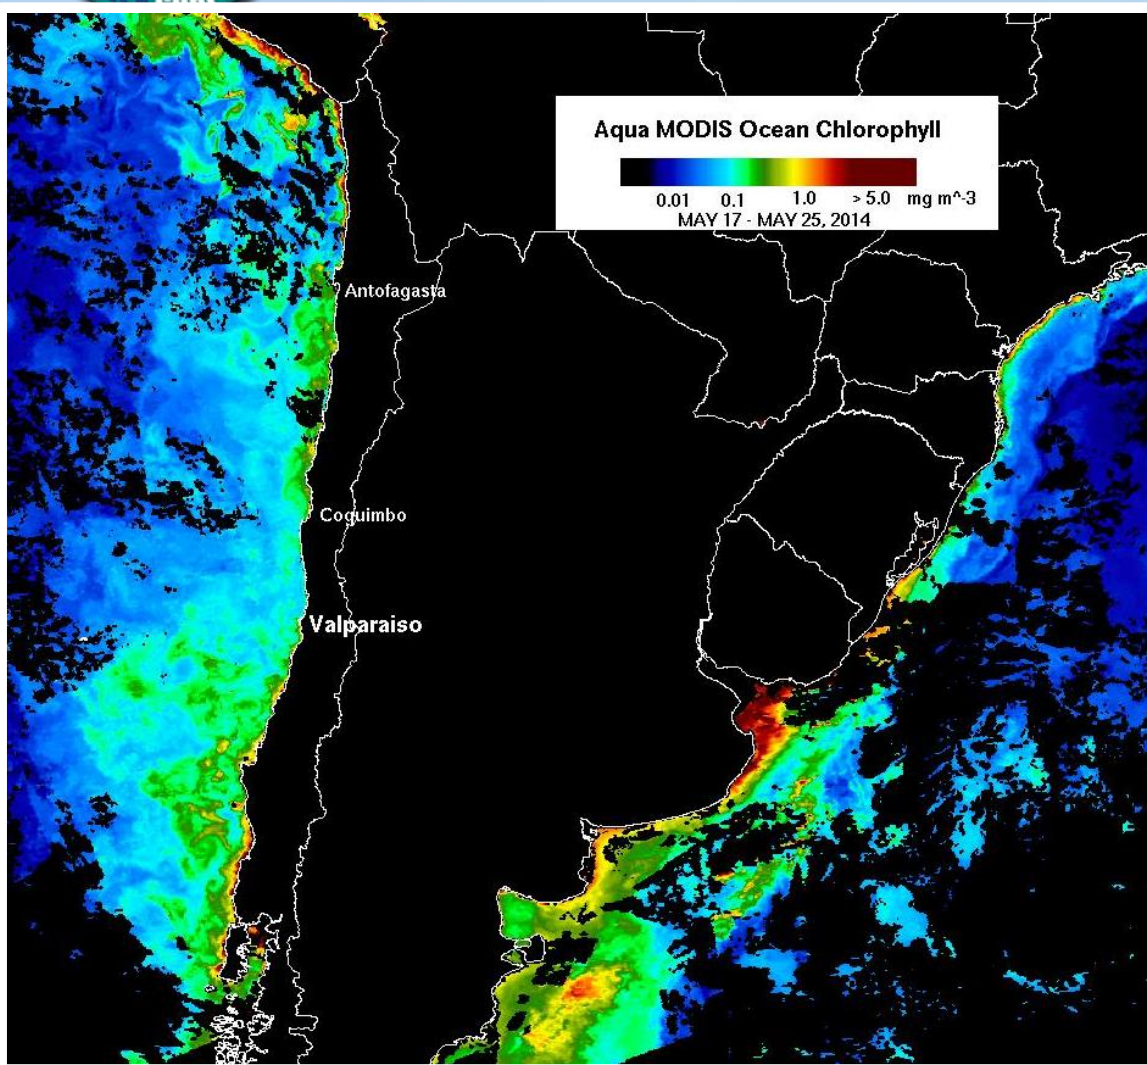 Aqua MODIS Ocean Chlorophyll
0.01 0.1 1.0 > 5.0 mg m^-3
MAY 17 - MAY 25, 2014
Antofagasta
Coquimbo
Valparaiso